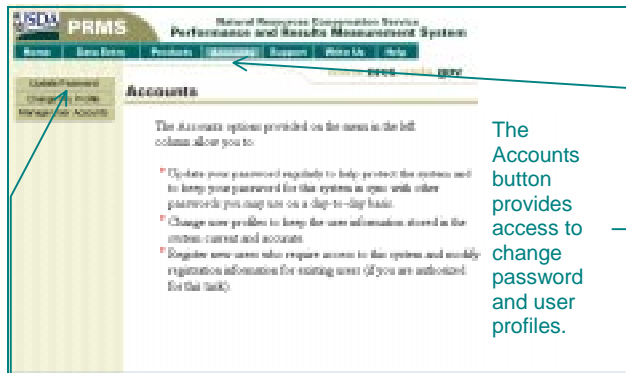 USDA PRMS
Natural Resources Conservation Service
Performance and Results Measurement System
Home Data Entry Products Accounts Support Write Us Help
nrcs gov
Update Password
Change Profile
Accounts
Accounts
The Accounts options provided on the menu in the left
column allow you to
Update your password regularly to help protect the system and
to keep your password for this system in sync with other
passwords you may use on a day-to-day basis.
Change user profiles to keep the user information stored in the
system current and accurate.
Register new users who require access to this system and modify
registration information for existing users (if you are authorized
for this task).
The
Accounts
button
provides
access to
change
password
and user
profiles.